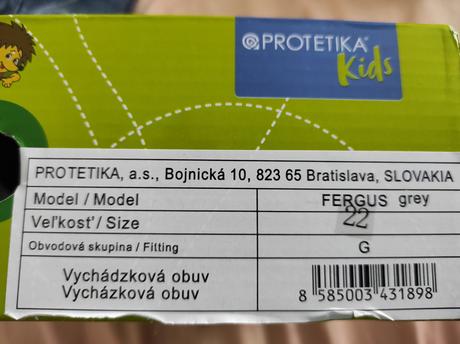 PROTETIKA®
Kids
PROTETIKA, a.s., Bojnická 10, 823 65 Bratislava, SLOVAKIA
Model / Model FERGUS grey
Veľkosť / Size 22
Obvodová skupina / Fitting G
Vychádzková obuv
Vycházková obuv
8 585003 431898